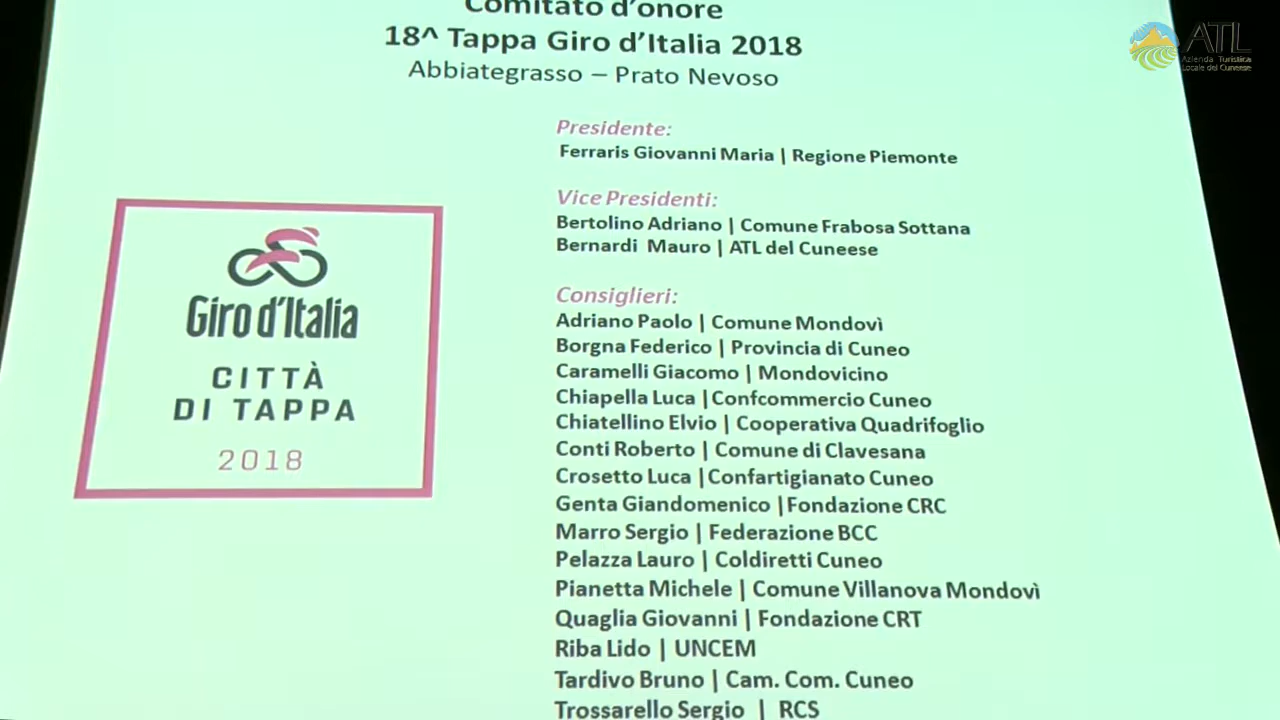 Comitato d'onore
18^ Tappa Giro d'Italia 2018
Abbiategrasso – Prato Nevoso
ATL
Azienda Turistica
Locale del Cuneese
Presidente:
Ferraris Giovanni Maria | Regione Piemonte
Vice Presidenti:
Bertolino Adriano | Comune Frabosa Sottana
Bernardi Mauro | ATL del Cuneese
Giro d'Italia
CITTÀ
DI TAPPA
2018
Consiglieri:
Adriano Paolo | Comune Mondovì
Borgna Federico | Provincia di Cuneo
Caramelli Giacomo | Mondovicino
Chiapella Luca |Confcommercio Cuneo
Chiatellino Elvio | Cooperativa Quadrifoglio
Conti Roberto | Comune di Clavesana
Crosetto Luca |Confartigianato Cuneo
Genta Giandomenico |Fondazione CRC
Marro Sergio | Federazione BCC
Pelazza Lauro | Coldiretti Cuneo
Pianetta Michele | Comune Villanova Mondovì
Quaglia Giovanni | Fondazione CRT
Riba Lido | UNCEM
Tardivo Bruno | Cam. Com. Cuneo
Trossarello Sergio | RCS